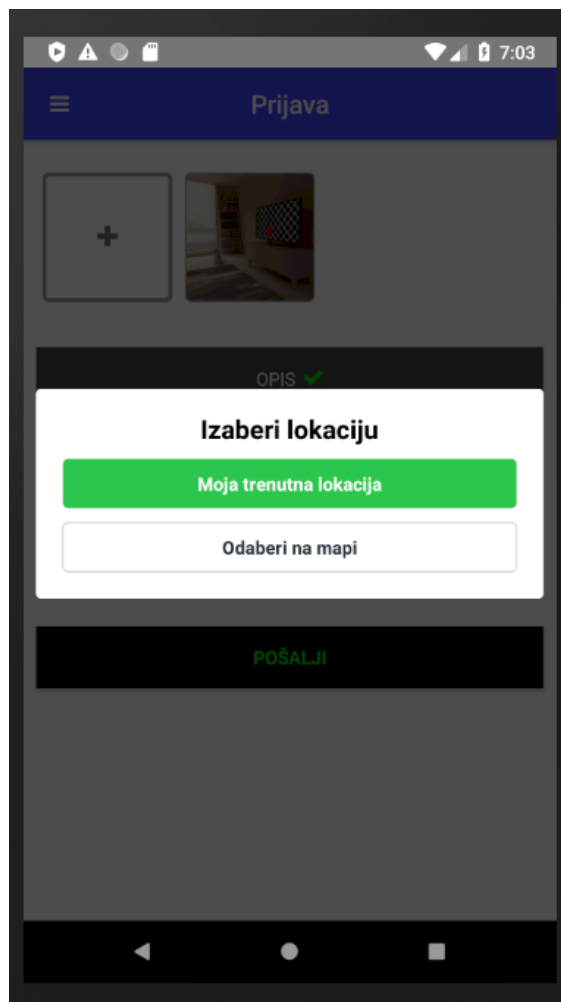 7:03
Prijava
OPIS
Izaberi lokaciju
Moja trenutna lokacija
Odaberi na mapi
POŠALJI